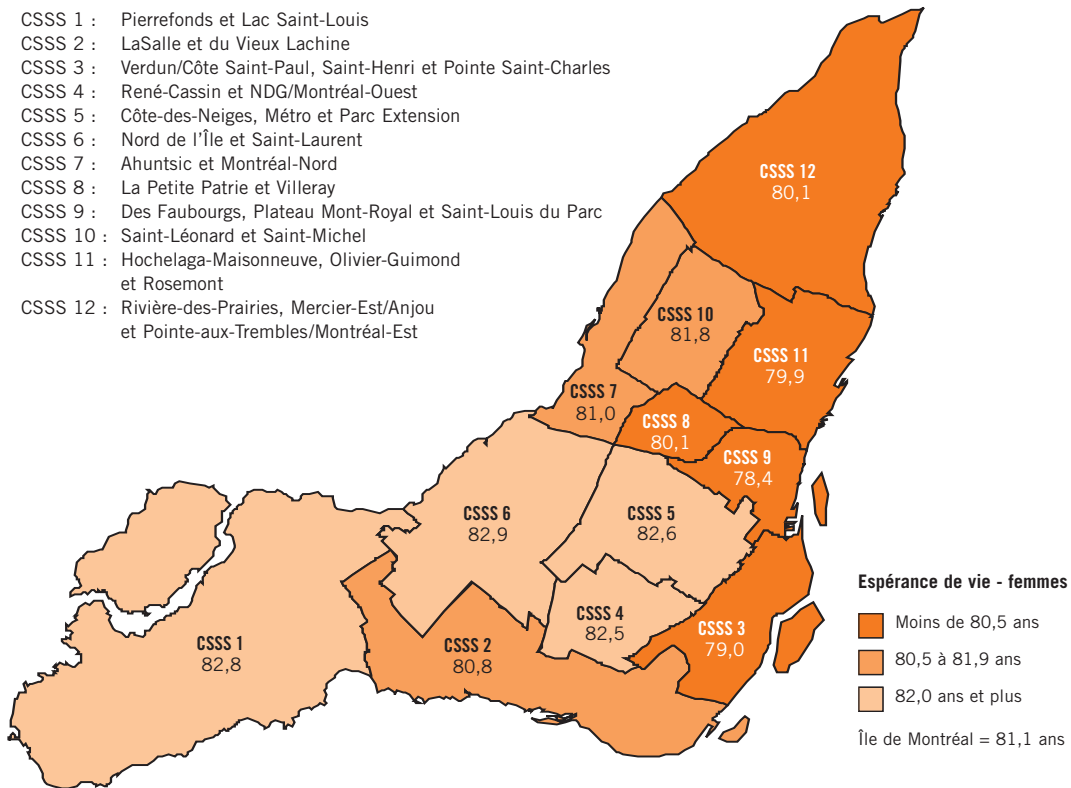 CSSS 1 : Pierrefonds et Lac Saint-Louis
CSSS 2 : LaSalle et du Vieux Lachine
CSSS 3 : Verdun/Côte Saint-Paul, Saint-Henri et Pointe Saint-Charles
CSSS 4 : René-Cassin et NDG/Montréal-Ouest
CSSS 5 : Côte-des-Neiges, Métro et Parc Extension
CSSS 6 : Nord de l'Île et Saint-Laurent
CSSS 7 : Ahuntsic et Montréal-Nord
CSSS 8 : La Petite Patrie et Villeray
CSSS 9 : Des Faubourgs, Plateau Mont-Royal et Saint-Louis du Parc
CSSS 10 : Saint-Léonard et Saint-Michel
CSSS 11 : Hochelaga-Maisonneuve, Olivier-Guimond
et Rosemont
CSSS 12 : Rivière-des-Prairies, Mercier-Est/Anjou
et Pointe-aux-Trembles/Montréal-Est
CSSS 12
80,1
CSSS 10
81,8
CSSS 11
79,9
CSSS 7
81,0
CSSS 8
80,1
CSSS 9
78,4
CSSS 6
82,9
CSSS 5
82,6
CSSS 4
82,5
CSSS 3
79,0
CSSS 1
82,8
CSSS 2
80,8
Espérance de vie - femmes
Moins de 80,5 ans
80,5 à 81,9 ans
82,0 ans et plus
Île de Montréal = 81,1 ans